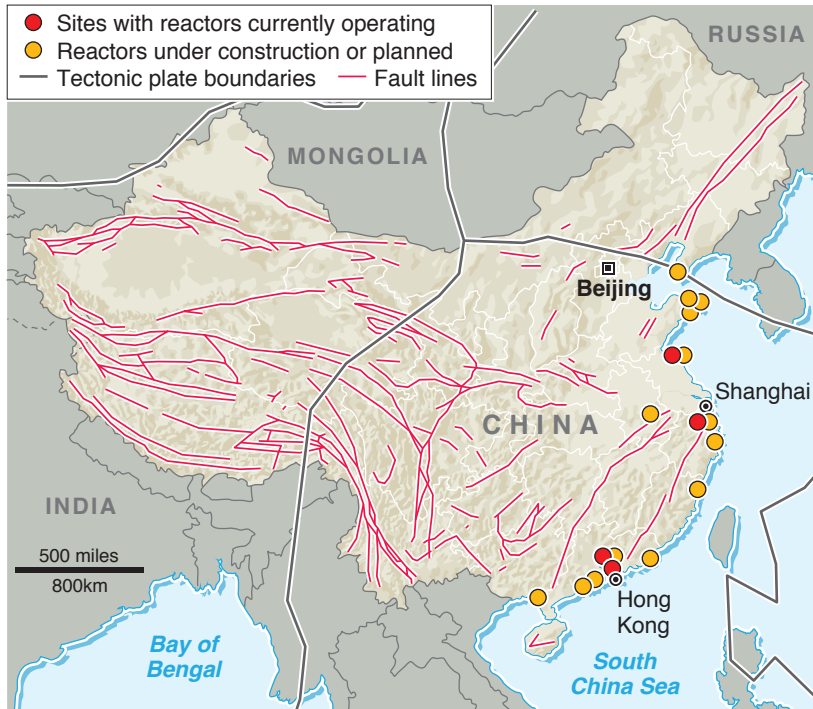 Sites with reactors currently operating
Reactors under construction or planned
Tectonic plate boundaries
Fault lines
RUSSIA
MONGOLIA
Beijing
Shanghai
CHINA
INDIA
500 miles
800km
Hong
Kong
Bay of
Bengal
South
China Sea